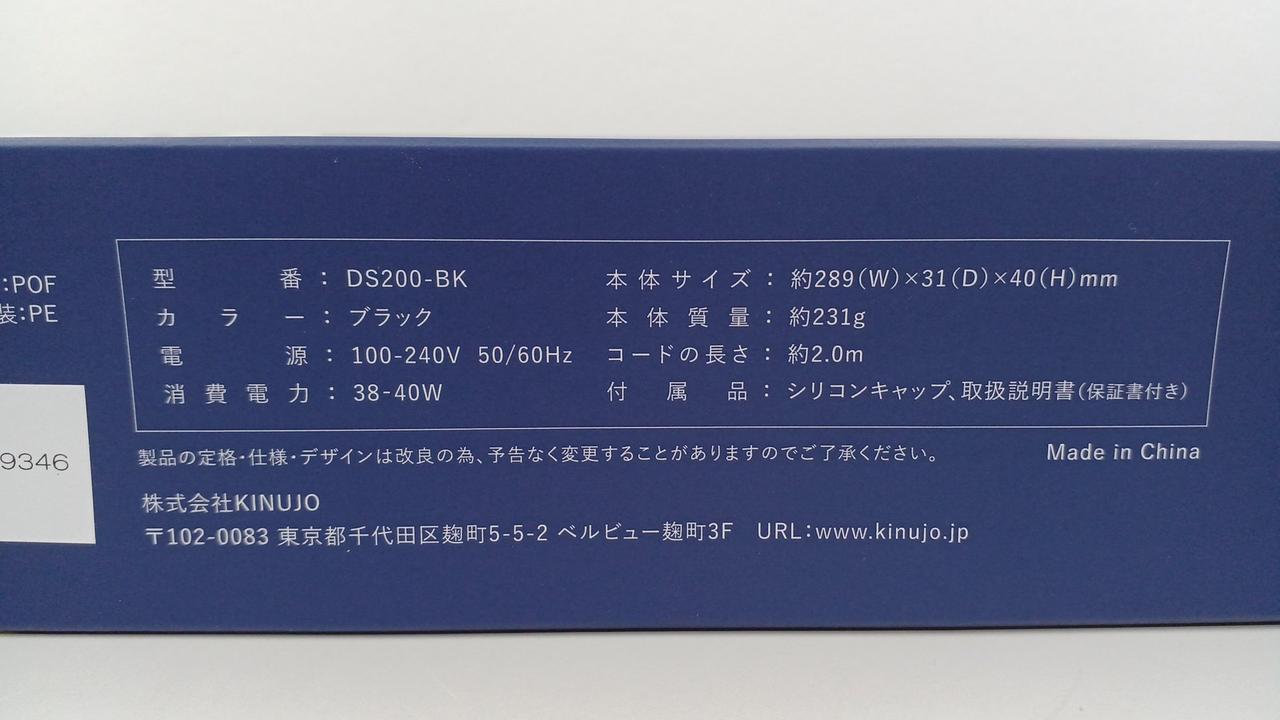 :POF
装:PE
9346
型番:DS200-BK
カラー:ブラック
電源:100-240V 50/60Hz
消費電力:38-40W
本体サイズ:約289(W)×31(D)×40(H)mm
本体質量:約231g
コードの長さ:約2.0m
付属品:シリコンキャップ、取扱説明書(保証書付き)
製品の定格・仕様・デザインは改良の為、予告なく変更することがありますのでご了承ください。
Made in China
株式会社KINUJO
〒102-0083 東京都千代田区麹町5-5-2 ベルビュー麹町3F URL:www.kinujo.jp